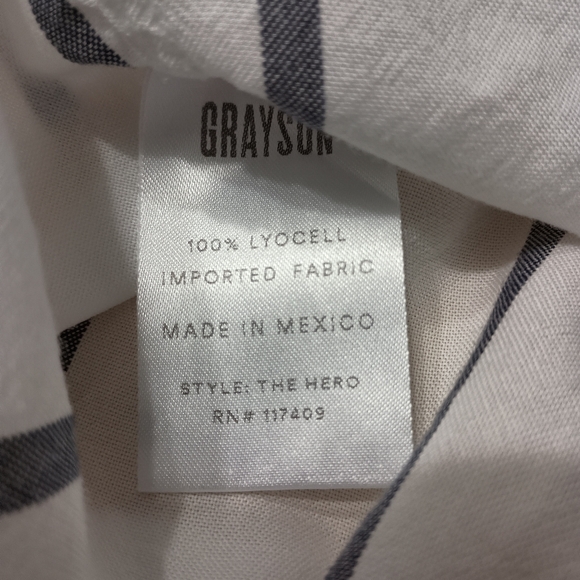 GRAYSON
100% LYOCELL
IMPORTED FABRIC
MADE IN MEXICO
STYLE: THE HERO
RN# 117409